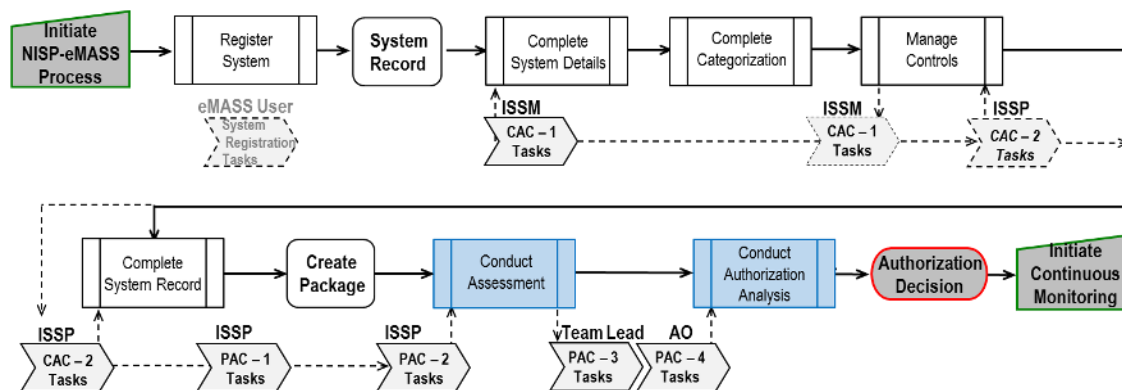 Initiate
NISP-eMASS
Process
Register
System
System
Record
Complete
System Details
Complete
Categorization
Manage
Controls
eMASS User
System
Registration
Tasks
ISSM
CAC – 1
Tasks
ISSM
CAC – 1
Tasks
ISSP
CAC – 2
Tasks
Complete
System Record
Create
Package
Conduct
Assessment
Conduct
Authorization
Analysis
Authorization
Decision
Initiate
Continuous
Monitoring
ISSP
CAC – 2
Tasks
ISSP
PAC – 1
Tasks
ISSP
PAC – 2
Tasks
Team Lead
PAC – 3
Tasks
AO
PAC – 4
Tasks